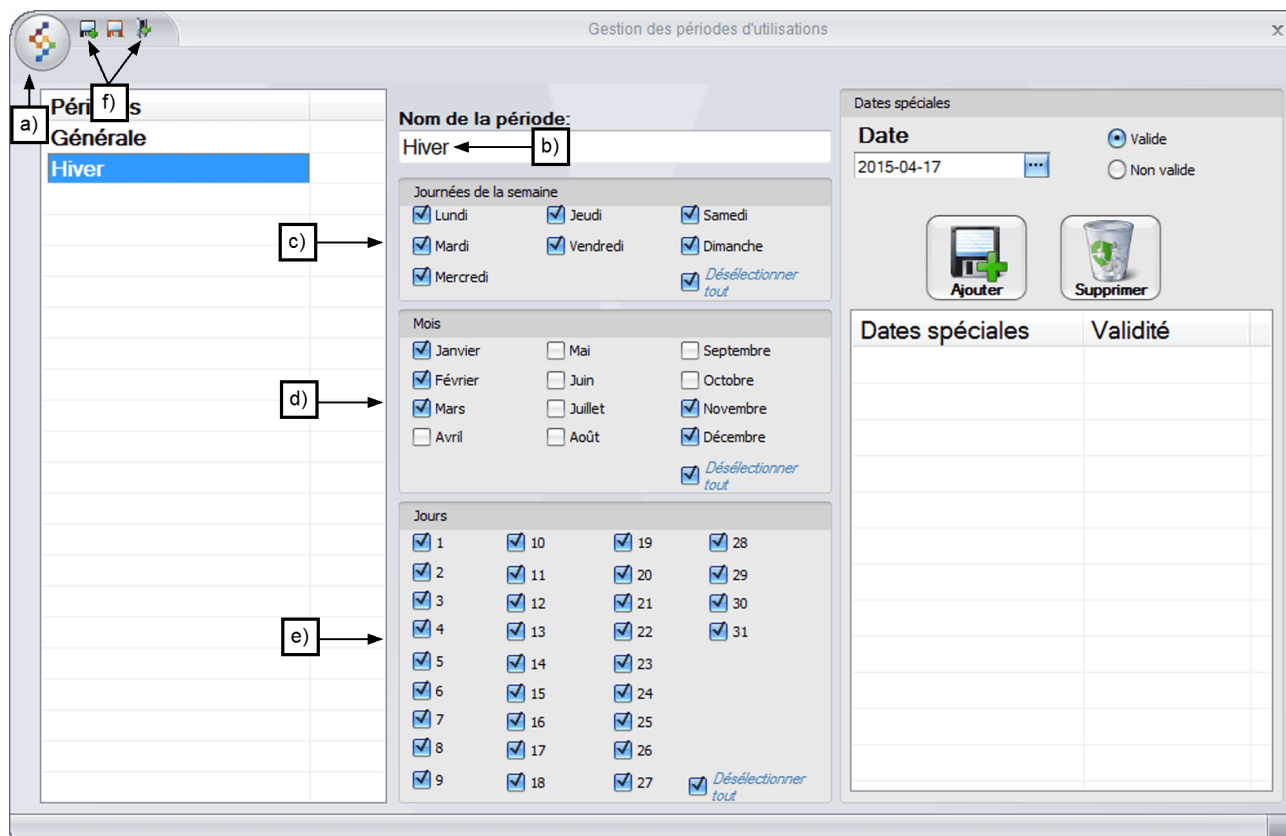 Gestion des périodes d'utilisations
a)
f)
Péri s
Générale
Hiver
Nom de la période:
Hiver
b)
c)
Journées de la semaine
Lundi Jeudi Samedi
Mardi Vendredi Dimanche
Mercredi Désélectionner
tout
d)
Mois
Janvier Mai Septembre
Février Juin Octobre
Mars Juillet Novembre
Avril Août Décembre
Désélectionner
tout
e)
Jours
1 10 19 28
2 11 20 29
3 12 21 30
4 13 22 31
5 14 23
6 15 24
7 16 25
8 17 26
9 18 27 Désélectionner
tout
Dates spéciales
Date Valide
2015-04-17 ... Non valide
Ajouter Supprimer
Dates spéciales Validité